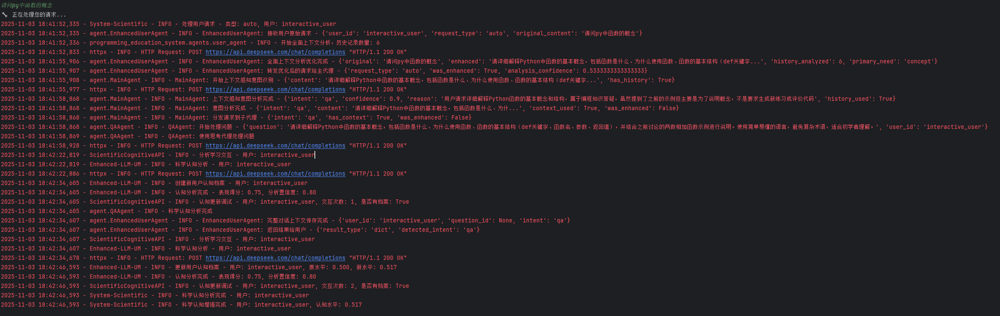 请问py中函数的概念
🔧 正在处理您的请求...
2025-11-03 18:41:52,335 - System-Scientific - INFO - 处理用户请求 - 类型: auto, 用户: interactive_user
2025-11-03 18:41:52,335 - agent.EnhancedUserAgent - INFO - EnhancedUserAgent: 接收用户原始请求 - {'user_id': 'interactive_user', 'request_type': 'auto', 'original_content': '请问py中函数的概念'}
2025-11-03 18:41:52,336 - programming_education_system.agents.user_agent - INFO - 开始全面上下文分析，历史记录数量: 6
2025-11-03 18:41:52,833 - httpx - INFO - HTTP Request: POST https://api.deepseek.com/chat/completions "HTTP/1.1 200 OK"
2025-11-03 18:41:55,906 - agent.EnhancedUserAgent - INFO - EnhancedUserAgent: 全面上下文分析优化完成 - {'original': '请问py中函数的概念', 'enhanced': '请详细解释Python中函数的基本概念，包括函数是什么、为什么使用函数、函数的基本结构（def关键字...', 'history_analyzed': 6, 'primary_need': 'concept'}
2025-11-03 18:41:55,907 - agent.EnhancedUserAgent - INFO - EnhancedUserAgent: 转发优化后的请求给主代理 - {'request_type': 'auto', 'was_enhanced': True, 'analysis_confidence': 0.5333333333333333}
2025-11-03 18:41:55,908 - agent.MainAgent - INFO - MainAgent: 开始上下文感知意图识别 - {'content': '请详细解释Python中函数的基本概念，包括函数是什么、为什么使用函数、函数的基本结构（def关键字...', 'has_history': True}
2025-11-03 18:41:55,977 - httpx - INFO - HTTP Request: POST https://api.deepseek.com/chat/completions "HTTP/1.1 200 OK"
2025-11-03 18:41:58,868 - agent.MainAgent - INFO - MainAgent: 上下文感知意图分析完成 - {'intent': 'qa', 'confidence': 0.9, 'reason': '用户请求详细解释Python函数的基本概念和结构，属于编程知识答疑，虽然提到了之前的示例但主要是为了说明概念，不是要求生成新练习或评价代码', 'history_used': True}
2025-11-03 18:41:58,868 - agent.MainAgent - INFO - MainAgent: 意图分析完成 - {'intent': 'qa', 'content': '请详细解释Python中函数的基本概念，包括函数是什么、为什...', 'context_used': True, 'was_enhanced': False}
2025-11-03 18:41:58,868 - agent.MainAgent - INFO - MainAgent: 分发请求到子代理 - {'intent': 'qa', 'has_context': True, 'was_enhanced': False}
2025-11-03 18:41:58,868 - agent.QAAgent - INFO - QAAgent: 开始处理问题 - {'question': '请详细解释Python中函数的基本概念，包括函数是什么、为什么使用函数、函数的基本结构（def关键字、函数名、参数、返回值），并结合之前讨论的两数相加函数示例进行说明。使用简单易懂的语言，避免复杂术语，适合初学者理解。', 'user_id': 'interactive_user'}
2025-11-03 18:41:58,869 - agent.QAAgent - INFO - QAAgent: 使用思考代理处理问题
2025-11-03 18:41:58,928 - httpx - INFO - HTTP Request: POST https://api.deepseek.com/chat/completions "HTTP/1.1 200 OK"
2025-11-03 18:42:22,819 - ScientificCognitiveAPI - INFO - 分析学习交互 - 用户: interactive_user
2025-11-03 18:42:22,819 - Enhanced-LLM-UM - INFO - 科学认知分析 - 用户: interactive_user
2025-11-03 18:42:22,886 - httpx - INFO - HTTP Request: POST https://api.deepseek.com/chat/completions "HTTP/1.1 200 OK"
2025-11-03 18:42:34,605 - Enhanced-LLM-UM - INFO - 创建新用户认知档案 - 用户: interactive_user
2025-11-03 18:42:34,605 - Enhanced-LLM-UM - INFO - 认知分析完成 - 表现得分: 0.75, 分析置信度: 0.80
2025-11-03 18:42:34,605 - ScientificCognitiveAPI - INFO - 认知更新调试 - 用户: interactive_user, 交互次数: 1, 是否有档案: True
2025-11-03 18:42:34,605 - agent.QAAgent - INFO - 科学认知分析完成
2025-11-03 18:42:34,607 - agent.EnhancedUserAgent - INFO - EnhancedUserAgent: 完整对话上下文保存完成 - {'user_id': 'interactive_user', 'question_id': None, 'intent': 'qa'}
2025-11-03 18:42:34,607 - agent.EnhancedUserAgent - INFO - EnhancedUserAgent: 返回结果给用户 - {'result_type': 'dict', 'detected_intent': 'qa'}
2025-11-03 18:42:34,607 - ScientificCognitiveAPI - INFO - 分析学习交互 - 用户: interactive_user
2025-11-03 18:42:34,607 - Enhanced-LLM-UM - INFO - 科学认知分析 - 用户: interactive_user
2025-11-03 18:42:34,678 - httpx - INFO - HTTP Request: POST https://api.deepseek.com/chat/completions "HTTP/1.1 200 OK"
2025-11-03 18:42:46,593 - Enhanced-LLM-UM - INFO - 更新用户认知档案 - 用户: interactive_user, 原水平: 0.500, 新水平: 0.517
2025-11-03 18:42:46,593 - Enhanced-LLM-UM - INFO - 认知分析完成 - 表现得分: 0.75, 分析置信度: 0.80
2025-11-03 18:42:46,593 - ScientificCognitiveAPI - INFO - 认知更新调试 - 用户: interactive_user, 交互次数: 2, 是否有档案: True
2025-11-03 18:42:46,593 - System-Scientific - INFO - 科学认知分析完成 - 用户: interactive_user
2025-11-03 18:42:46,593 - System-Scientific - INFO - 科学认知增强完成 - 用户: interactive_user, 认知水平: 0.517